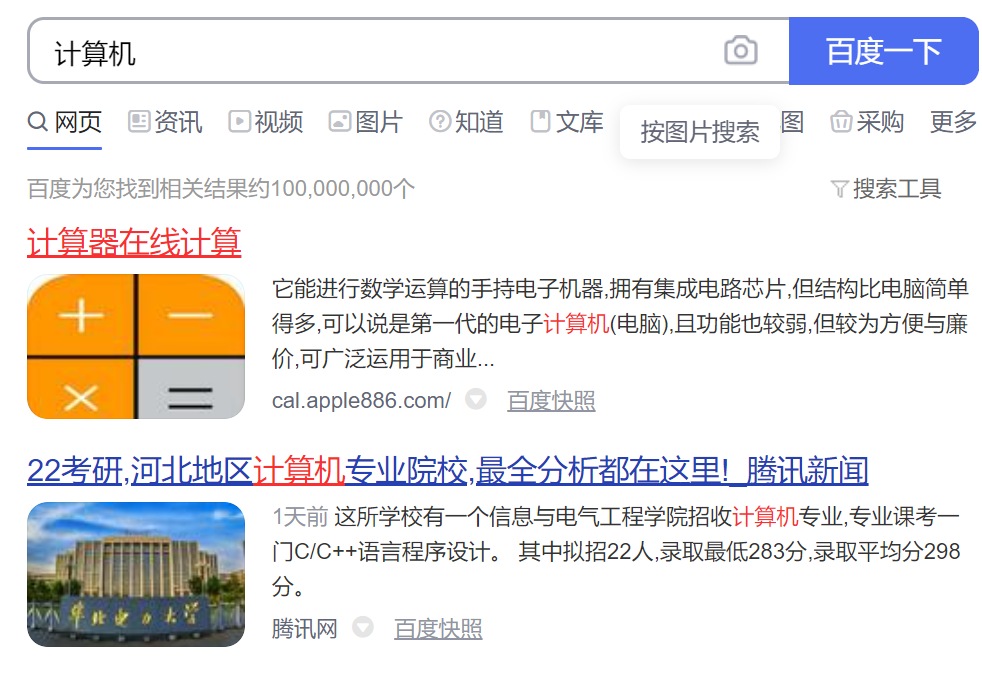 计算机
百度一下
网页 资讯 视频 图片 知道 文库 图 采购 更多
按图片搜索
百度为您找到相关结果约100,000,000个 搜索工具
计算器在线计算
它能进行数学运算的手持电子机器,拥有集成电路芯片,但结构比电脑简单
得多,可以说是第一代的电子计算机(电脑),且功能也较弱,但较为方便与廉
价,可广泛运用于商业...
cal.apple886.com/ 百度快照
22考研,河北地区计算机专业院校,最全分析都在这里!_腾讯新闻
1天前 这所学校有一个信息与电气工程学院招收计算机专业,专业课考一
门C/C++语言程序设计。 其中拟招22人,录取最低283分,录取平均分298
分。
华北电力大学
腾讯网 百度快照